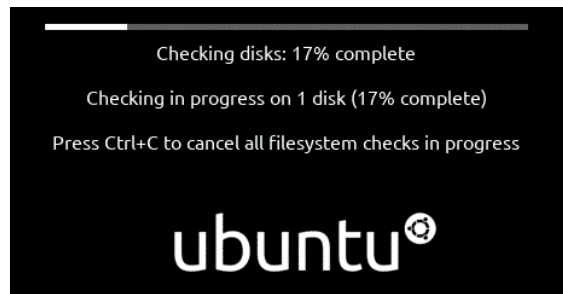 Checking disks: 17% complete
Checking in progress on 1 disk (17% complete)
Press Ctrl+C to cancel all filesystem checks in progress
ubuntu